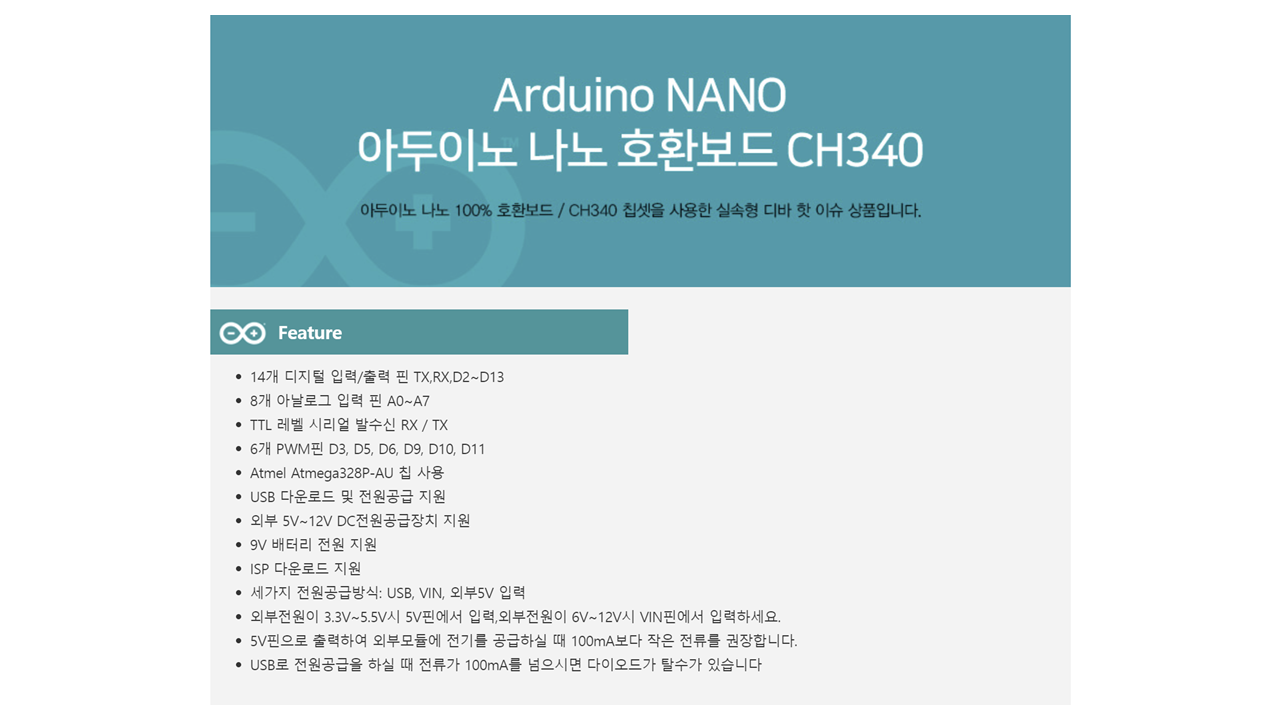 Arduino NANO
아두이노 나노 호환보드 CH340
TM
아두이노 나노 100% 호환보드 / CH340 칩셋을 사용한 실속형 디바 핫 이슈 상품입니다.
Feature
• 14개 디지털 입력/출력 핀 TX,RX,D2~D13
• 8개 아날로그 입력 핀 A0~A7
• TTL 레벨 시리얼 발수신 RX / TX
• 6개 PWM핀 D3, D5, D6, D9, D10, D11
• Atmel Atmega328P-AU 칩 사용
• USB 다운로드 및 전원공급 지원
• 외부 5V~12V DC전원공급장치 지원
• 9V 배터리 전원 지원
• ISP 다운로드 지원
• 세가지 전원공급방식: USB, VIN, 외부5V 입력
• 외부전원이 3.3V~5.5V시 5V핀에서 입력,외부전원이 6V~12V시 VIN핀에서 입력하세요.
• 5V핀으로 출력하여 외부모듈에 전기를 공급하실 때 100mA보다 작은 전류를 권장합니다.
• USB로 전원공급을 하실 때 전류가 100mA를 넘으시면 다이오드가 탈수가 있습니다